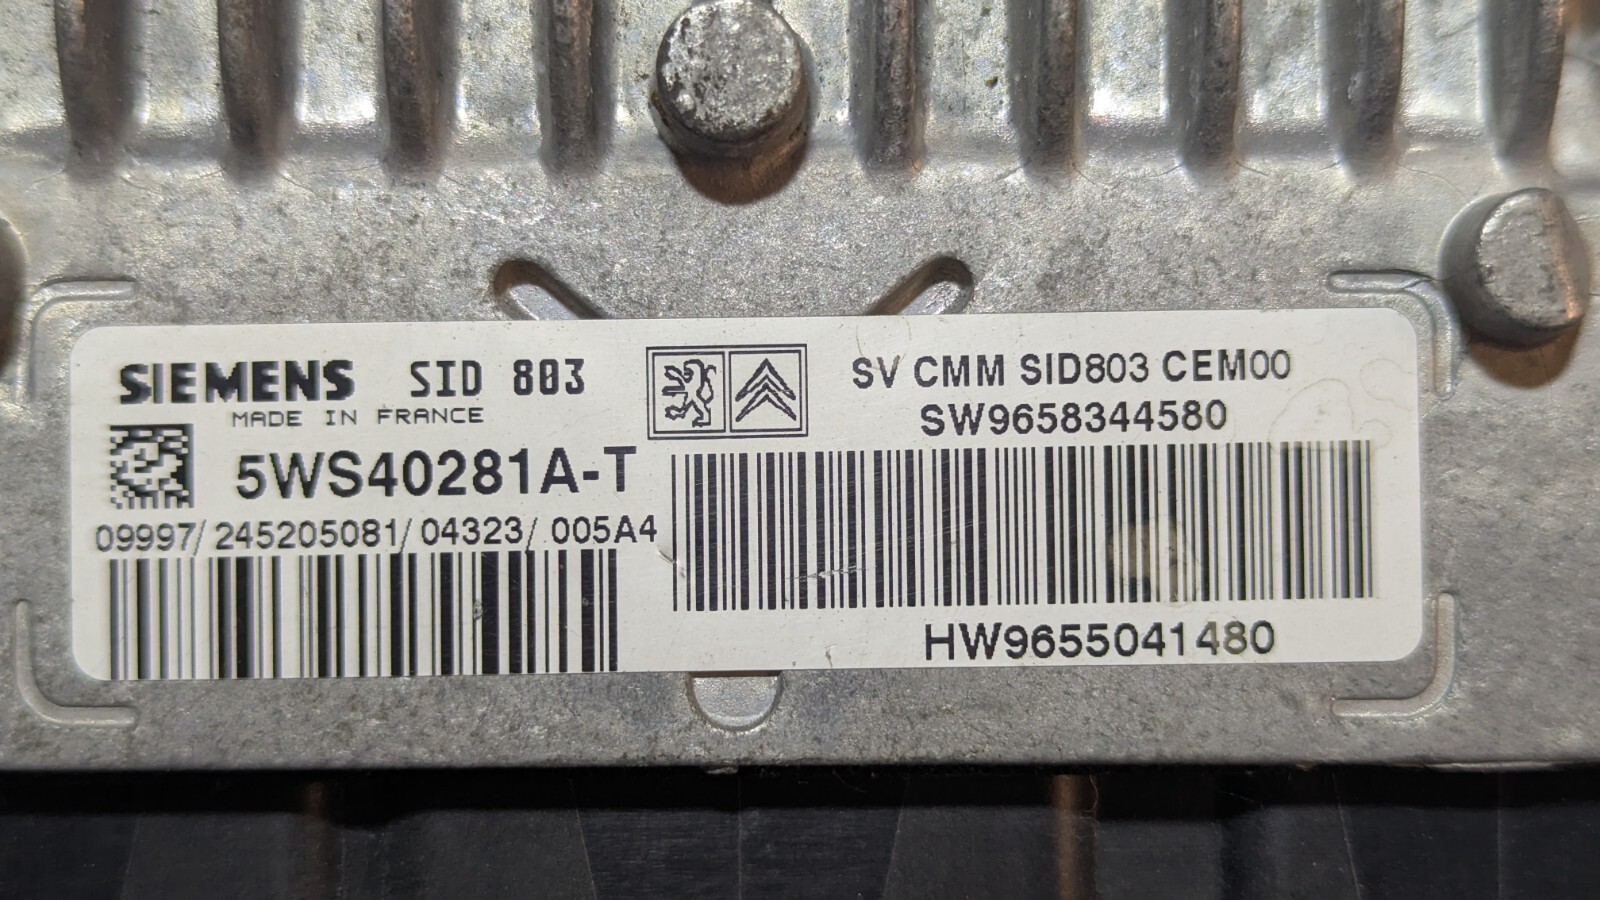 SIEMENS SID 803
MADE IN FRANCE
5WS40281A-T
09997/245205081/04323/005A4
SV CMM SID803 CEM00
SW9658344580
HW9655041480